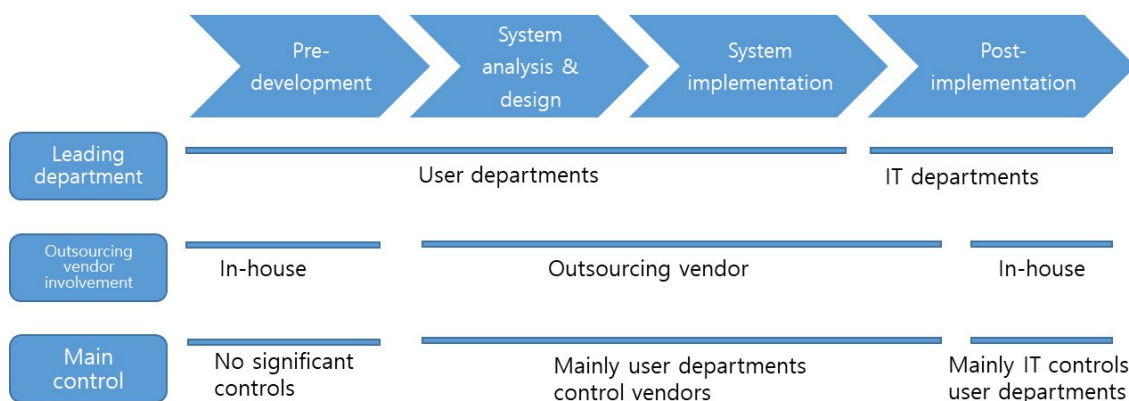 Pre-
development
System
analysis &
design
System
implementation
Post-
implementation
Leading
department
User departments
IT departments
Outsourcing
vendor
involvement
In-house
Outsourcing vendor
In-house
Main
control
No significant
controls
Mainly user departments
control vendors
Mainly IT controls
user departments